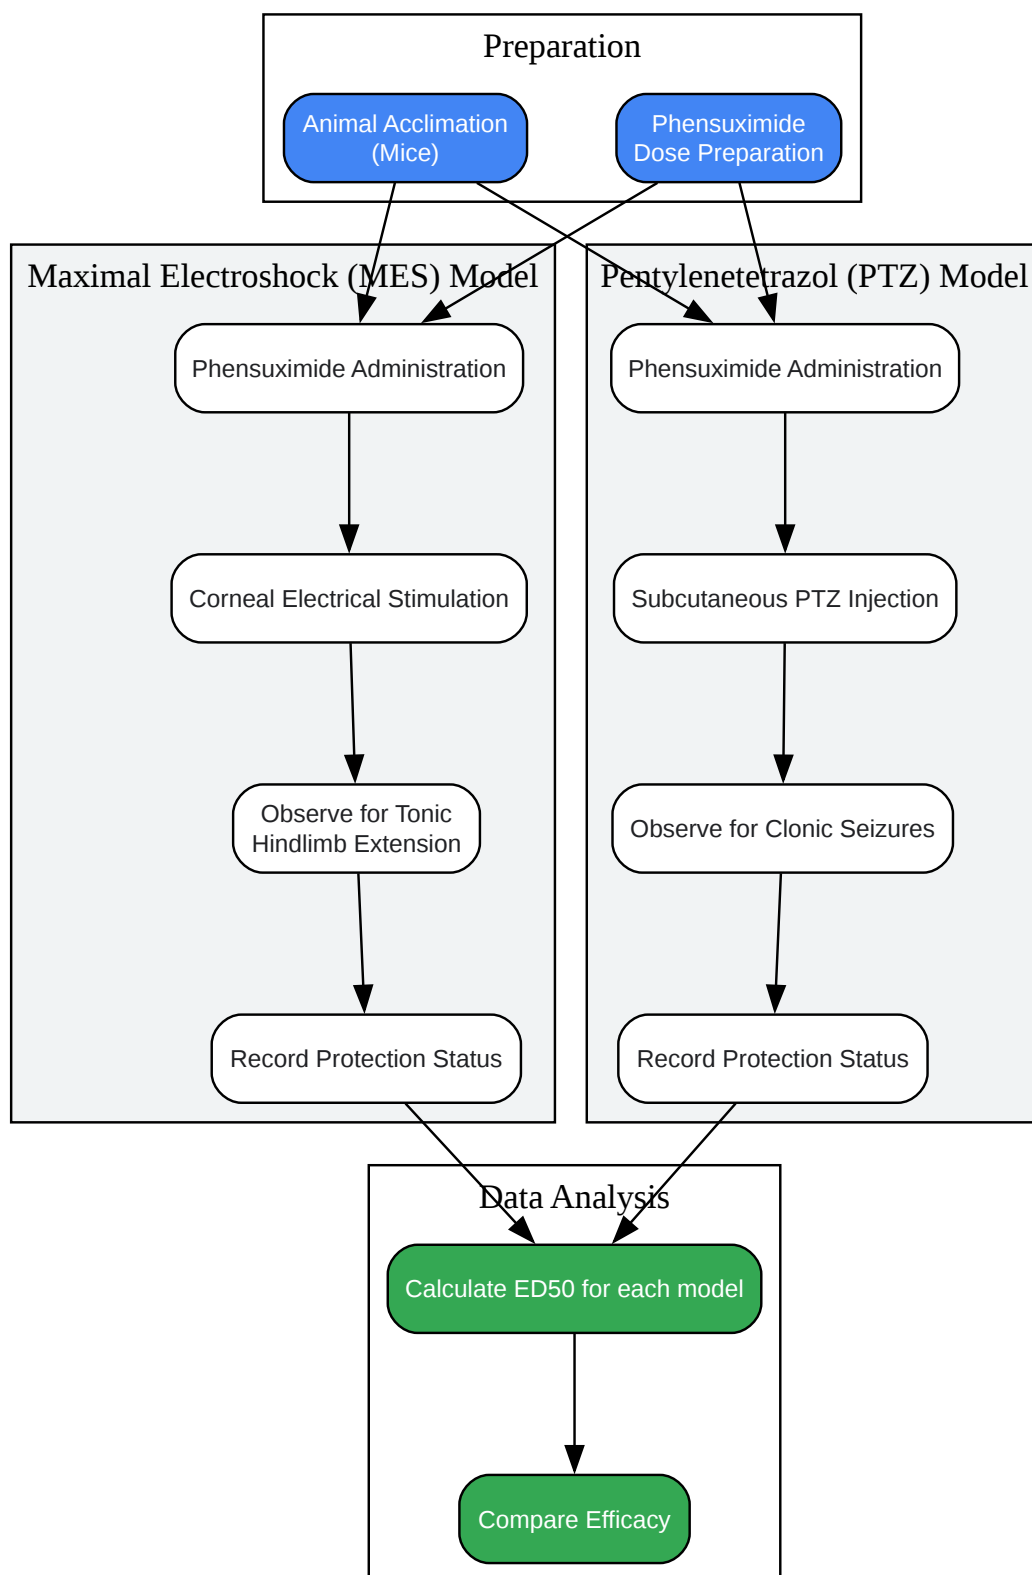 Preparation
Animal Acclimation
(Mice)
Phensuximide
Dose Preparation
Maximal Electroshock (MES) Model
Phensuximide Administration
Corneal Electrical Stimulation
Observe for Tonic
Hindlimb Extension
Record Protection Status
Pentylenetetrazol (PTZ) Model
Phensuximide Administration
Subcutaneous PTZ Injection
Observe for Clonic Seizures
Record Protection Status
Data Analysis
Calculate ED50 for each model
Compare Efficacy